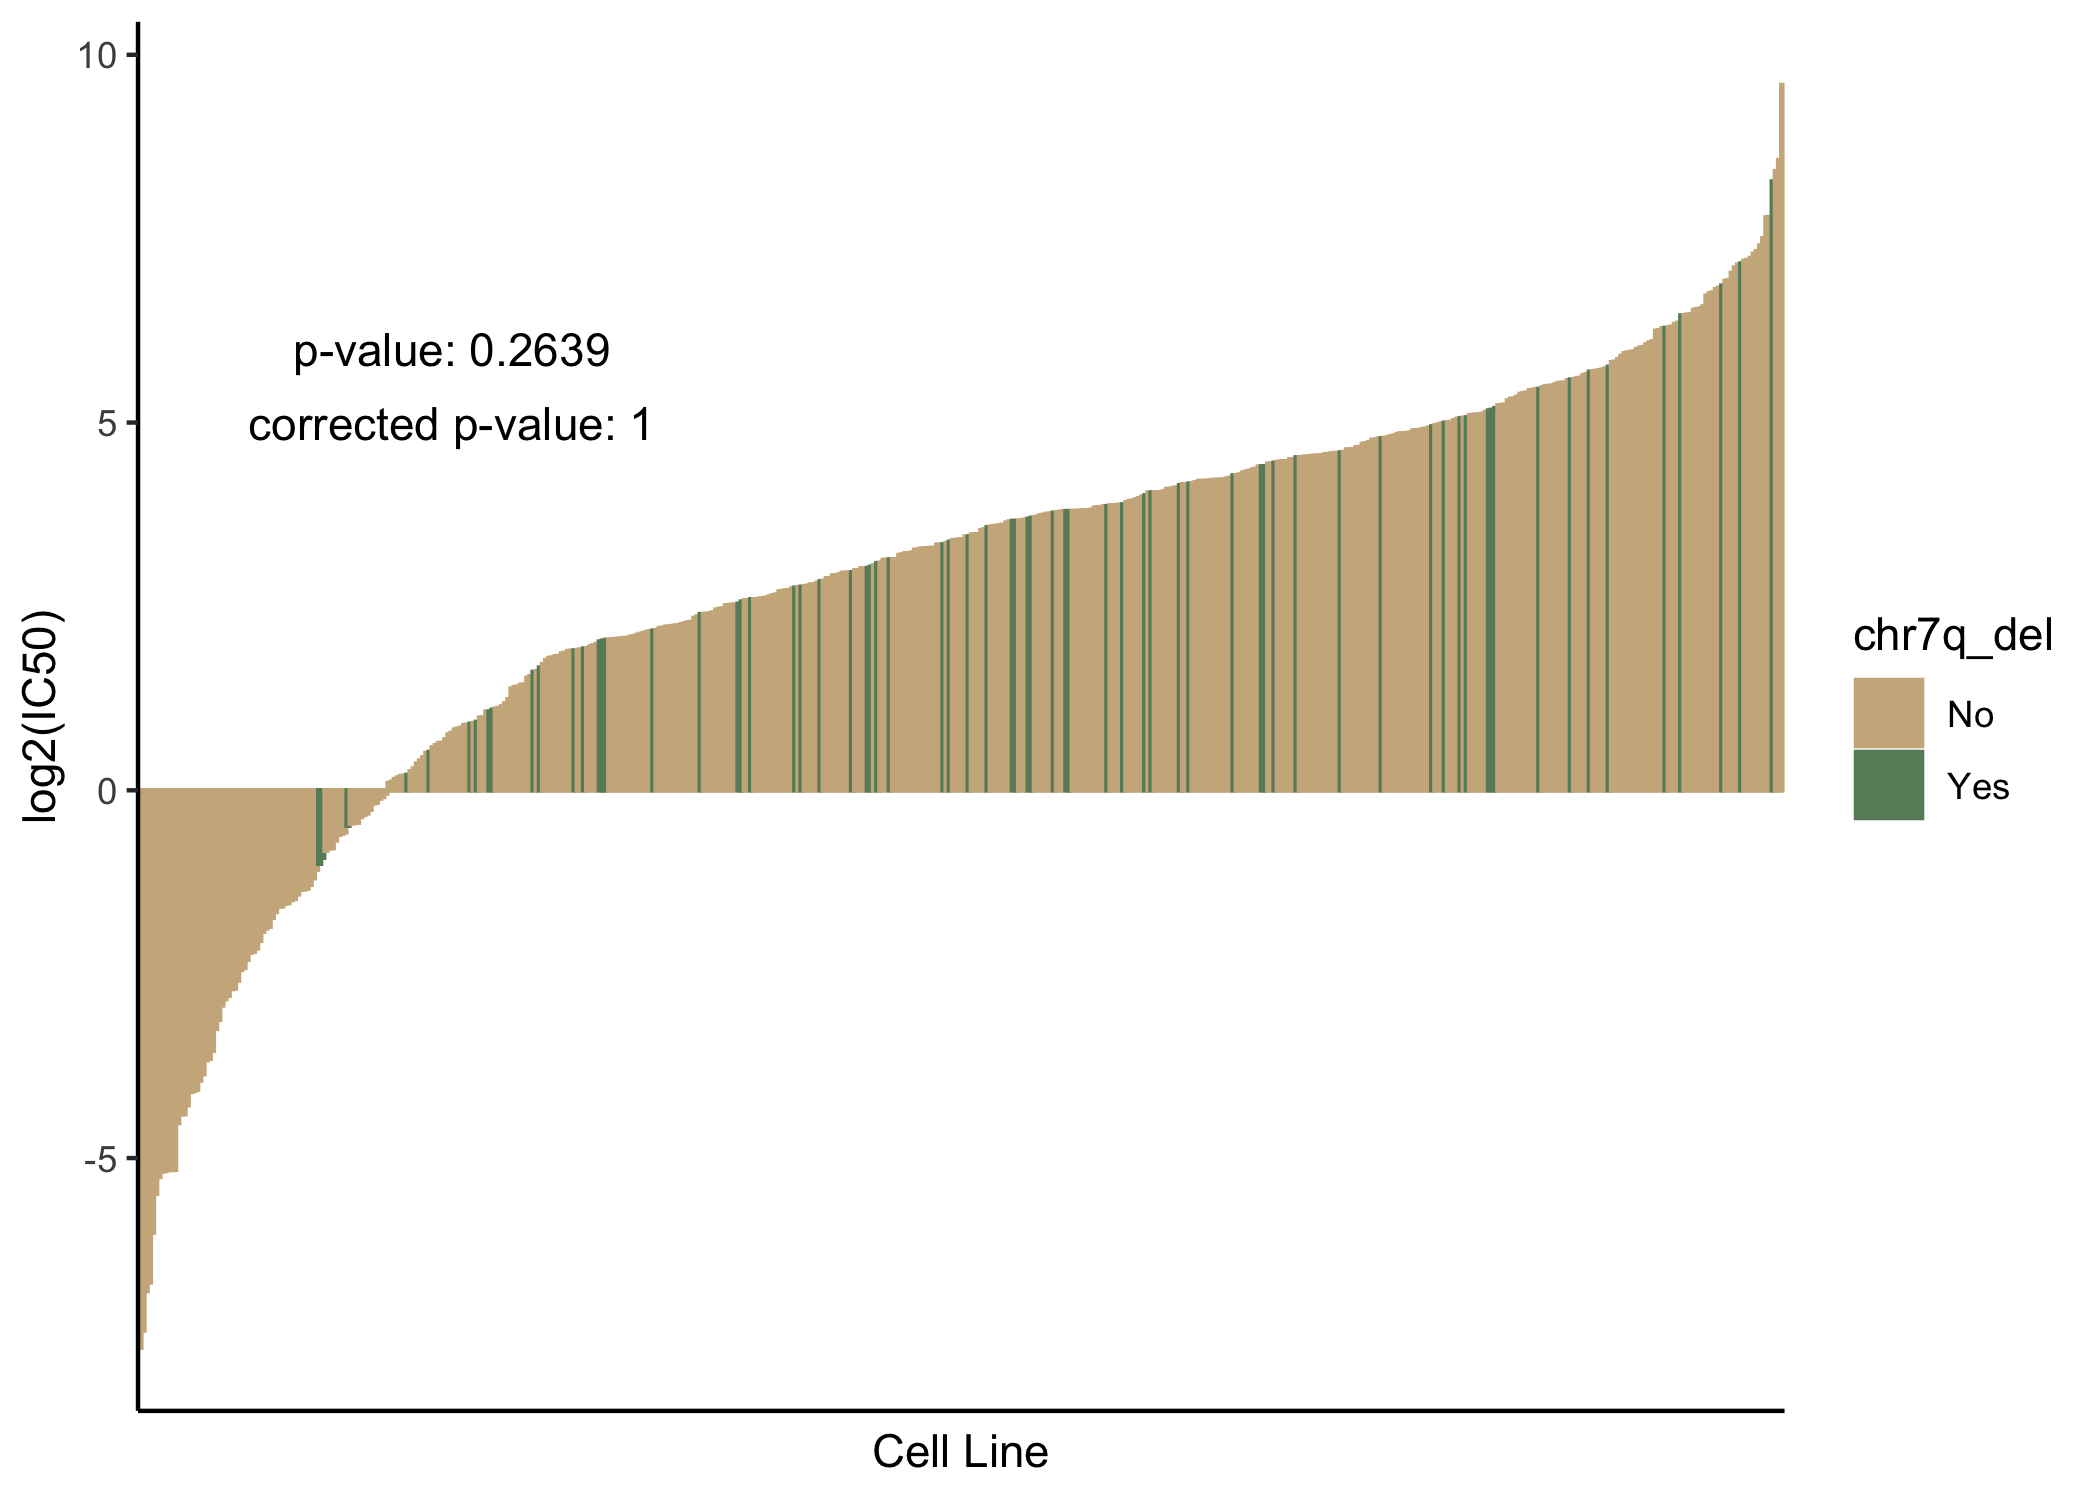 10
5
0
-5
log2(IC50)
p-value: 0.2639
corrected p-value: 1
Cell Line
chr7q_del
No
Yes